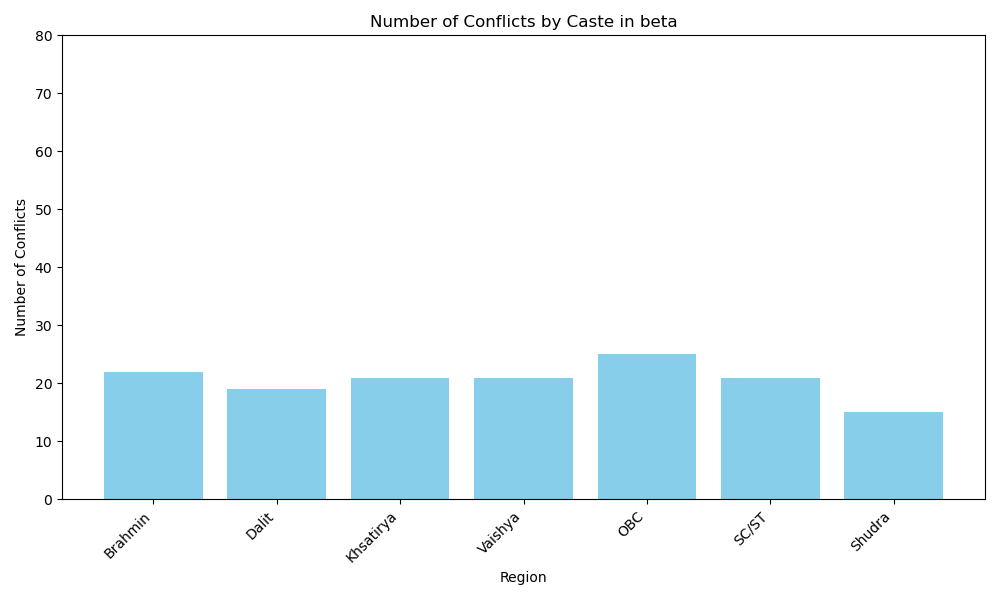 Number of Conflicts by Caste in beta
Number of Conflicts
80
70
60
50
40
30
20
10
0
Brahmin
Dalit
Khsatirya
Vaishya
OBC
SC/ST
Shudra
Region